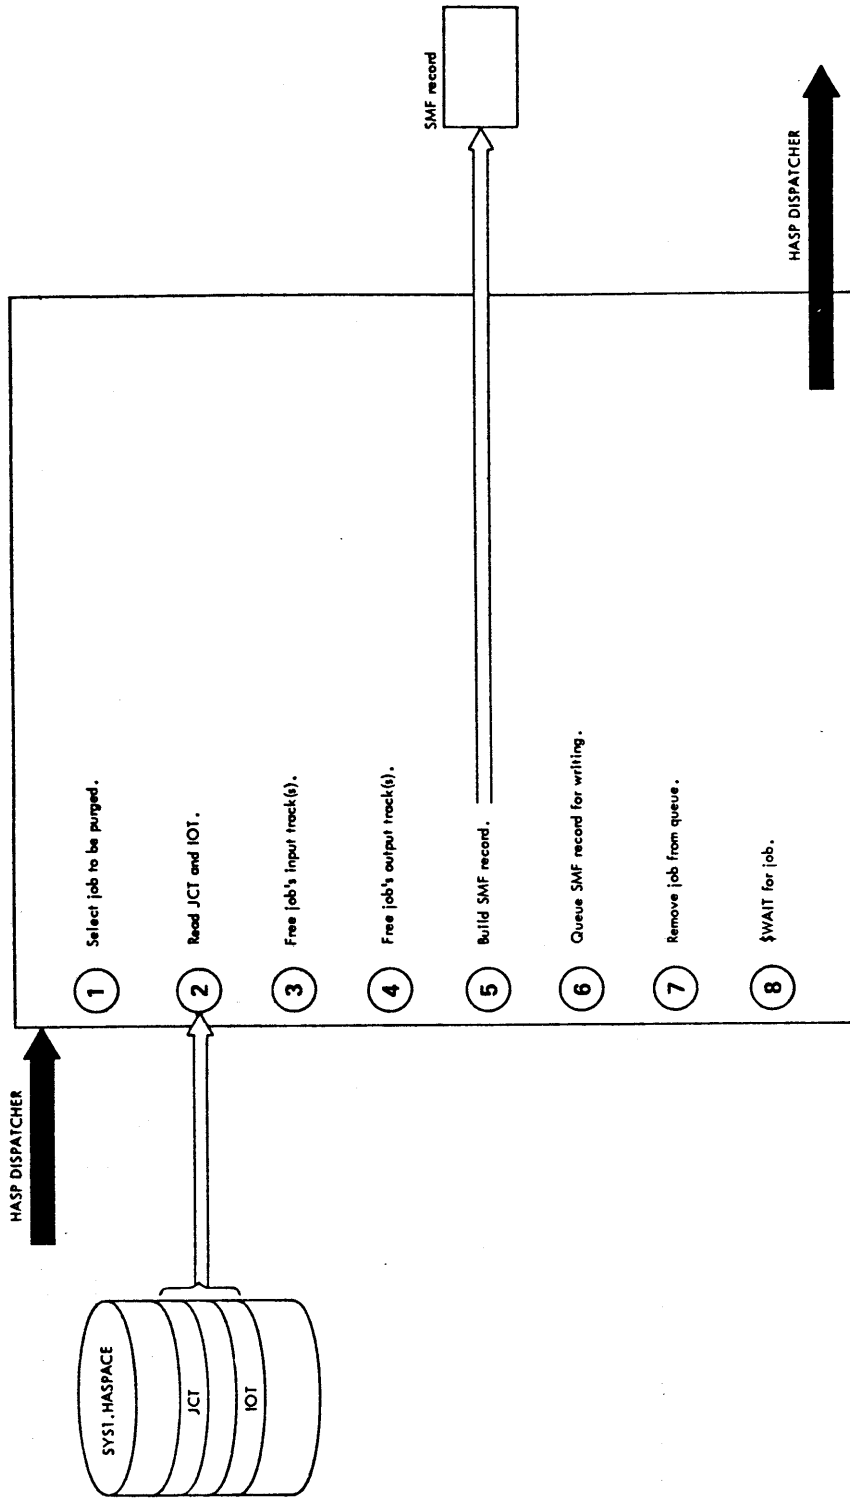 HASP DISPATCHER
SYS1.HASPACE
JCT
IOT
1 Select job to be purged.
2 Read JCT and IOT.
3 Free job's input track(s).
4 Free job's output track(s).
5 Build SMF record.
6 Queue SMF record for writing.
7 Remove job from queue.
8 $WAIT for job.
SMF record
HASP DISPATCHER